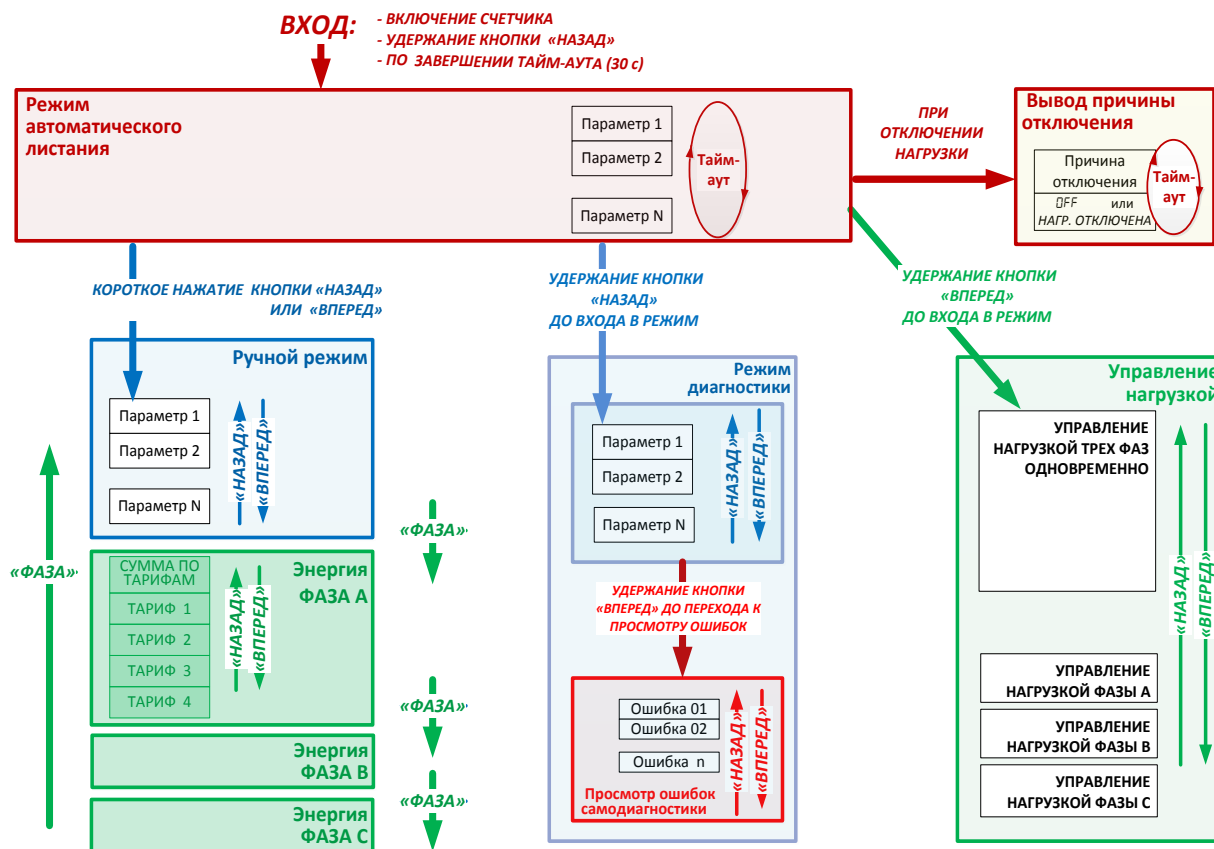 ВХОД:
- ВКЛЮЧЕНИЕ СЧЕТЧИКА
- УДЕРЖАНИЕ КНОПКИ «НАЗАД»
- ПО ЗАВЕРШЕНИИ ТАЙМ-АУТА (30 с)
Режим
автоматического
листания
Параметр 1
Параметр 2
Параметр N
Тайм-
аут
ПРИ
ОТКЛЮЧЕНИИ
НАГРУЗКИ
Вывод причины
отключения
Причина
отключения
OFF или
НАГР. ОТКЛЮЧЕНА
Тайм-
аут
КОРОТКОЕ НАЖАТИЕ КНОПКИ «НАЗАД»
ИЛИ «ВПЕРЕД»
УДЕРЖАНИЕ КНОПКИ
«НАЗАД»
ДО ВХОДА В РЕЖИМ
УДЕРЖАНИЕ КНОПКИ
«ВПЕРЕД»
ДО ВХОДА В РЕЖИМ
Ручной режим
Параметр 1
Параметр 2
Параметр N
«НАЗАД»
«ВПЕРЕД»
«ФАЗА»
«ФАЗА»
Энергия
ФАЗА А
СУММА ПО
ТАРИФАМ
ТАРИФ 1
ТАРИФ 2
ТАРИФ 3
ТАРИФ 4
«НАЗАД»
«ВПЕРЕД»
«ФАЗА»
Энергия
ФАЗА В
«ФАЗА»
Энергия
ФАЗА С
Режим
диагностики
Параметр 1
Параметр 2
Параметр N
«НАЗАД»
«ВПЕРЕД»
УДЕРЖАНИЕ КНОПКИ
«ВПЕРЕД» ДО ПЕРЕХОДА К
ПРОСМОТРУ ОШИБОК
Ошибка 01
Ошибка 02
Ошибка n
«НАЗАД»
«ВПЕРЕД»
Просмотр ошибок
самодиагностики
Управление
нагрузкой
УПРАВЛЕНИЕ
НАГРУЗКОЙ ТРЕХ ФАЗ
ОДНОВРЕМЕННО
«НАЗАД»
«ВПЕРЕД»
УПРАВЛЕНИЕ
НАГРУЗКОЙ ФАЗЫ А
УПРАВЛЕНИЕ
НАГРУЗКОЙ ФАЗЫ В
УПРАВЛЕНИЕ
НАГРУЗКОЙ ФАЗЫ С